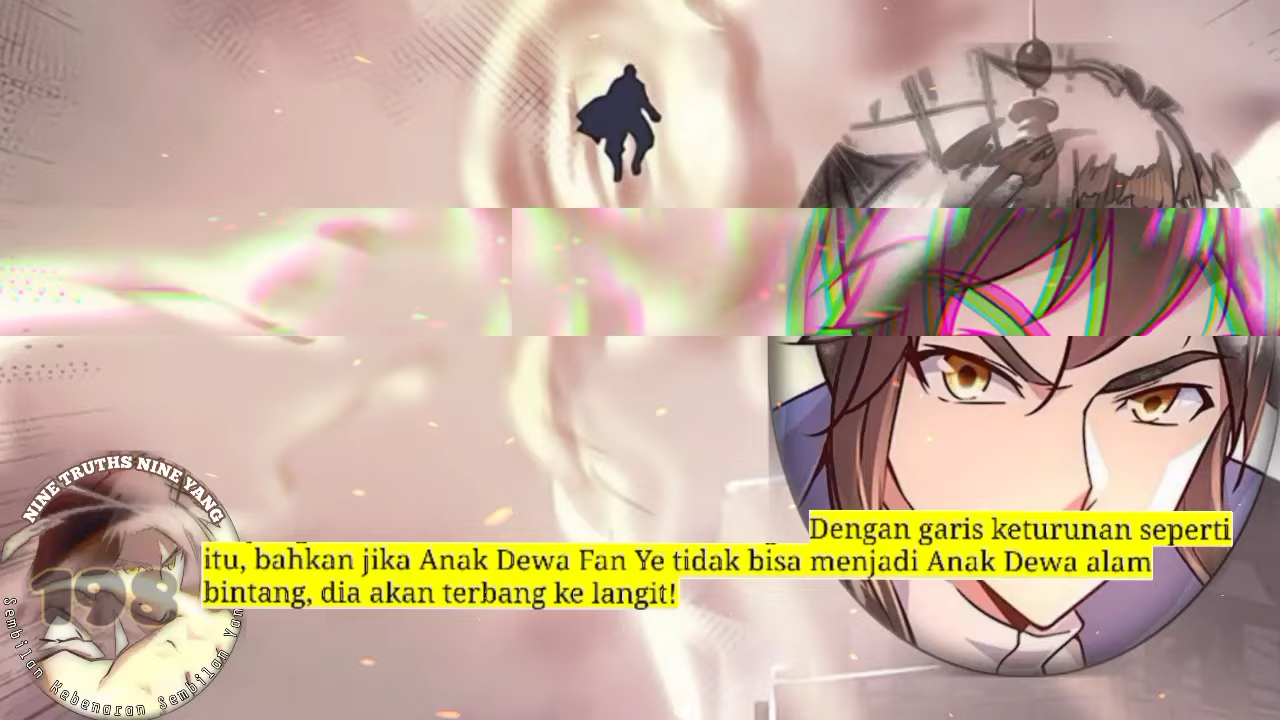 Dengan garis keturunan seperti
itu, bahkan jika Anak Dewa Fan Ye tidak bisa menjadi Anak Dewa alam
bintang, dia akan terbang ke langit!
NINE TRUTHS NINE YANG
198
Sembilan Kebenaran Sembilan Yan